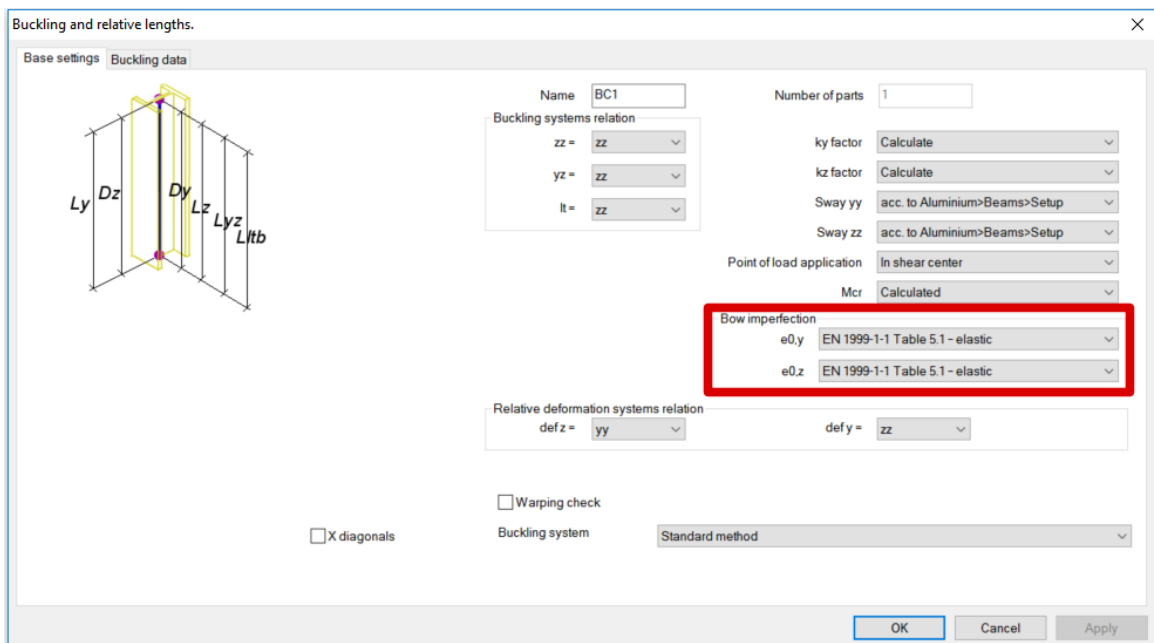 Buckling and relative lengths.
Base settings
Buckling data
Name BC1
Number of parts 1
Buckling systems relation
zz = zz
yz = zz
lt = zz
ky factor Calculate
kz factor Calculate
Sway yy acc. to Aluminium>Beams>Setup
Sway zz acc. to Aluminium>Beams>Setup
Point of load application In shear center
Mcr Calculated
Ly
Dz
Dy
Lz
Lyz
Lltb
Bow imperfection
e0,y EN 1999-1-1 Table 5.1 – elastic
e0,z EN 1999-1-1 Table 5.1 – elastic
Relative deformation systems relation
def z = yy
def y = zz
Warping check
X diagonals
Buckling system Standard method
OK
Cancel
Apply